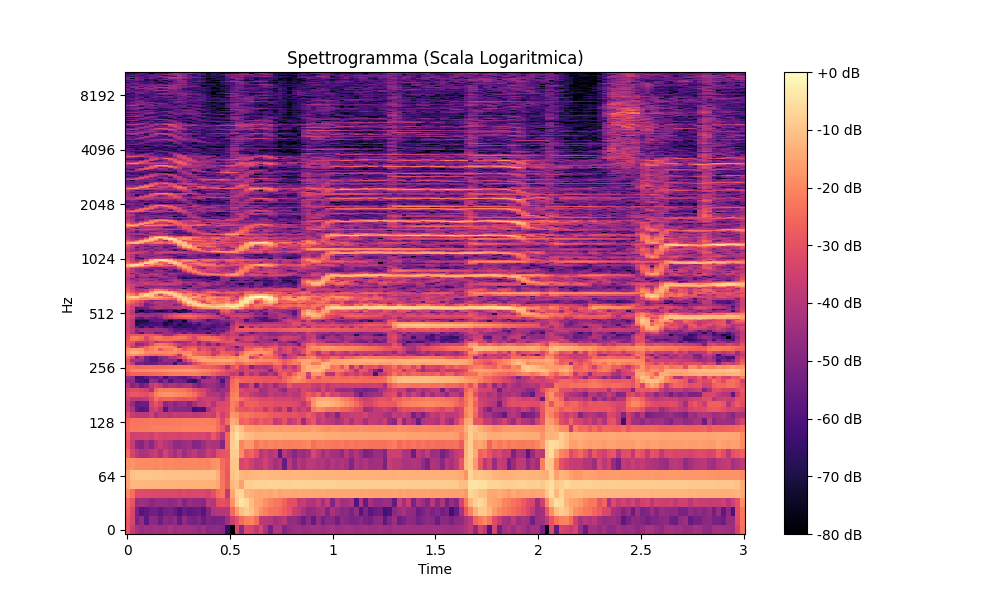 Spettrogramma (Scala Logaritmica)
Hz
8192
4096
2048
1024
512
256
128
64
0
0 0.5 1 1.5 2 2.5 3
Time
+0 dB
-10 dB
-20 dB
-30 dB
-40 dB
-50 dB
-60 dB
-70 dB
-80 dB